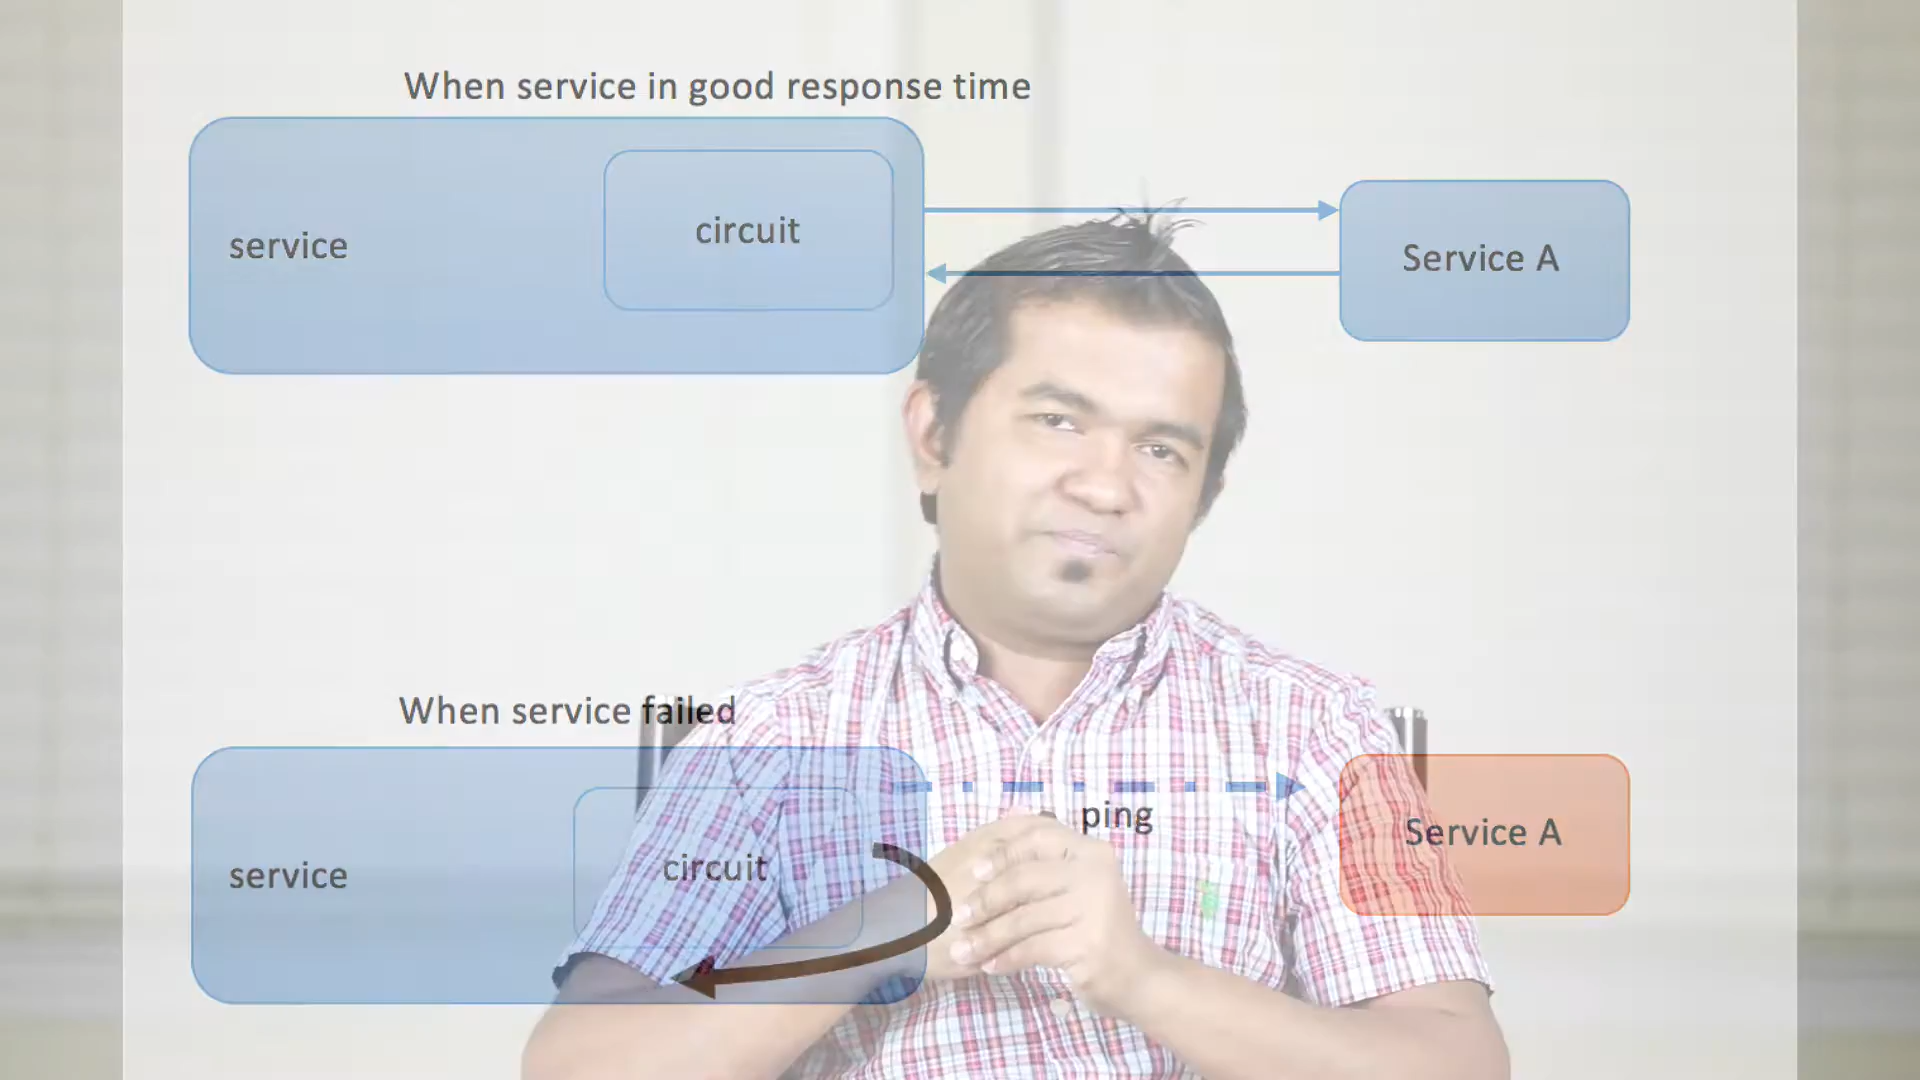 When service in good response time
service
circuit
Service A
When service failed
ping
service
circuit
Service A